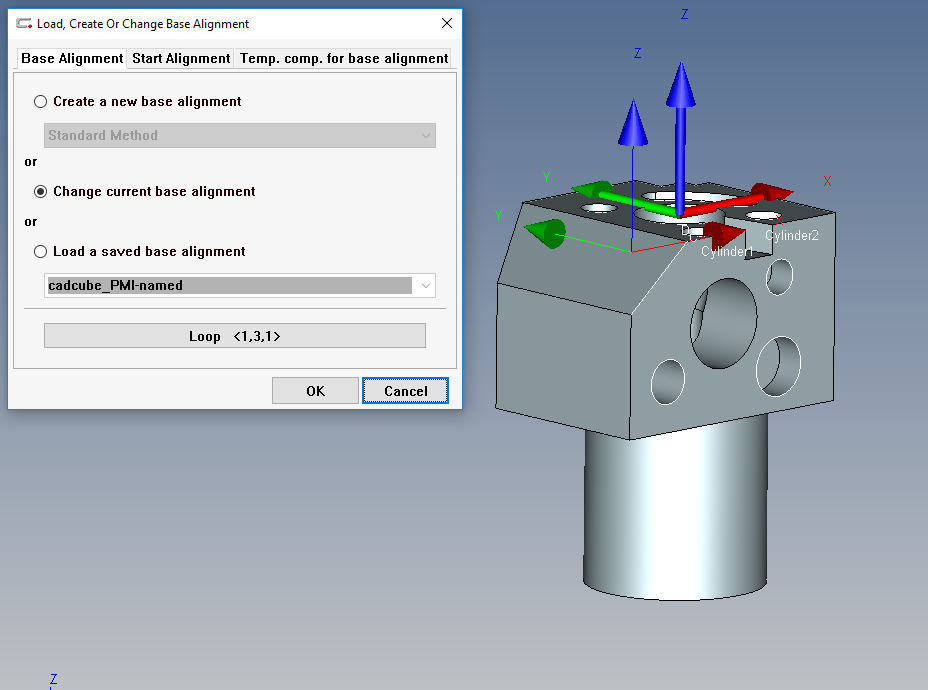 Load, Create Or Change Base Alignment
Base Alignment Start Alignment Temp. comp. for base alignment
Create a new base alignment
Standard Method
or
Change current base alignment
or
Load a saved base alignment
cadcube_PMI-named
Loop <1,3,1>
OK Cancel
Z
Z
Y
X
Y
Cylinder2
Cylinder1
Z